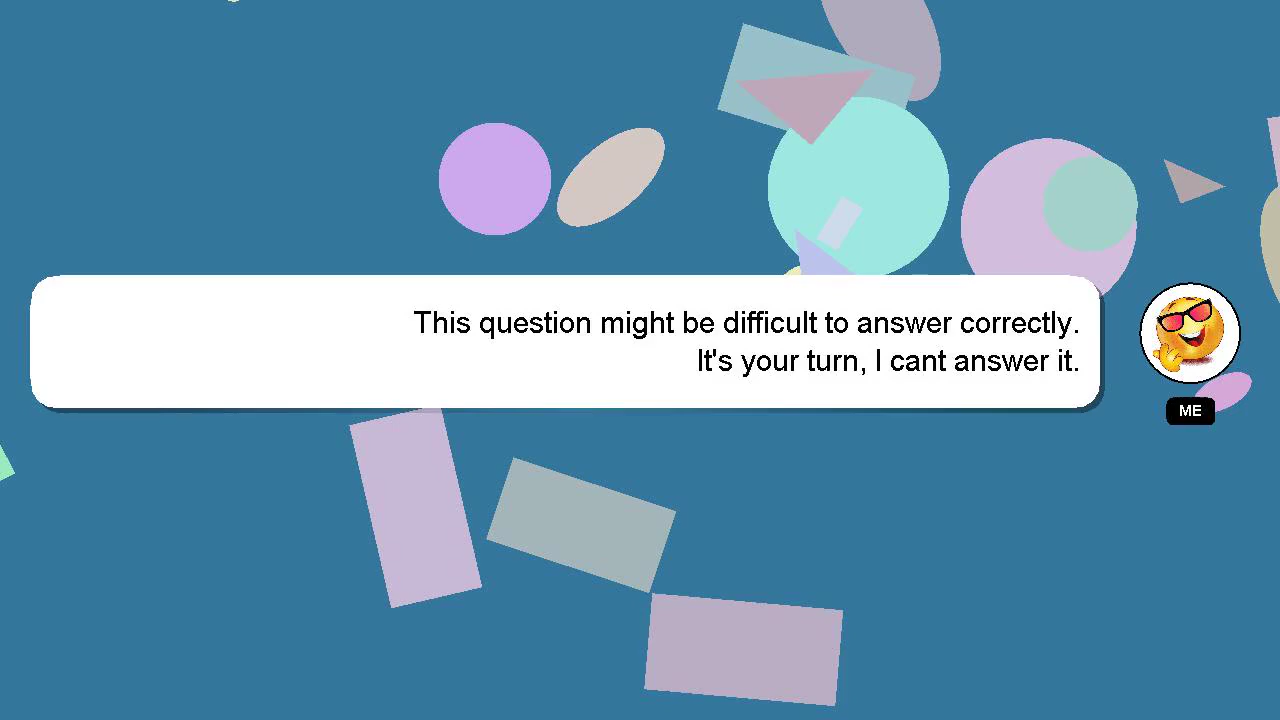 This question might be difficult to answer correctly.
It's your turn, I cant answer it.
ME